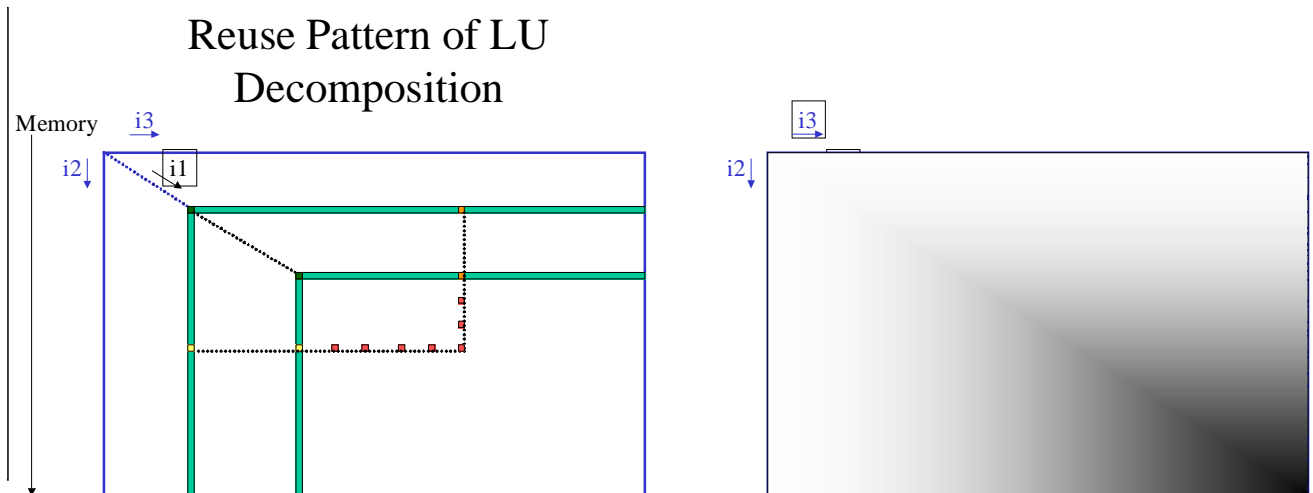 Reuse Pattern of LU
Decomposition
Memory
i3
i2
i1
i3
i2